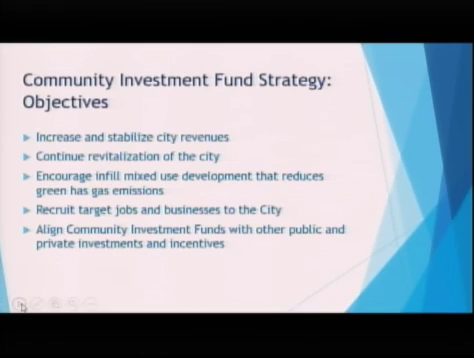 Community Investment Fund Strategy:
Objectives
Increase and stabilize city revenues
Continue revitalization of the city
Encourage infill mixed use development that reduces
green has gas emissions
Recruit target jobs and businesses to the City
Align Community Investment Funds with other public and
private investments and incentives